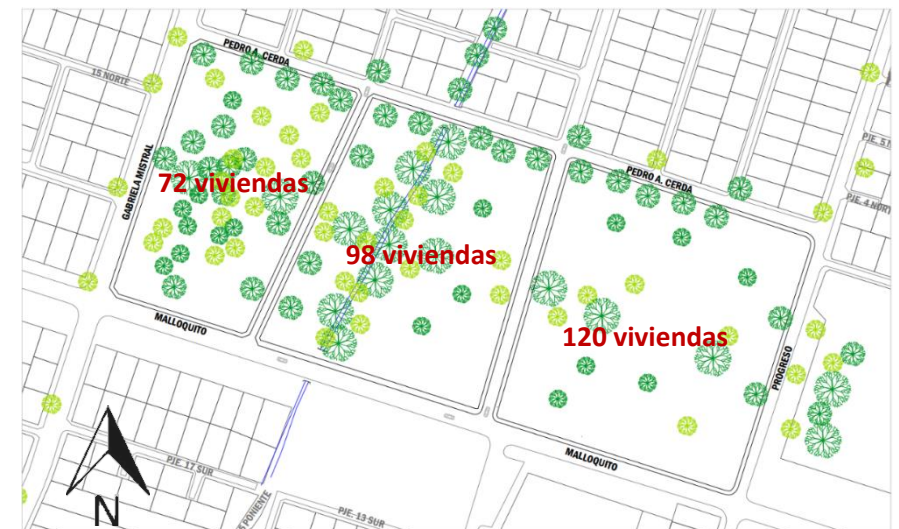 PEDRO A. CERDA
15 NORTE
PJE. 5 N
GABRIELA MISTRAL
72 viviendas
PEDRO A. CERDA
PJE. 4 NORT
98 viviendas
MALLOQUITO
120 viviendas
PROGRESO
MALLOQUITO
PJE. 17 SUR
PONIENTE
PJE. 13 SUR
N